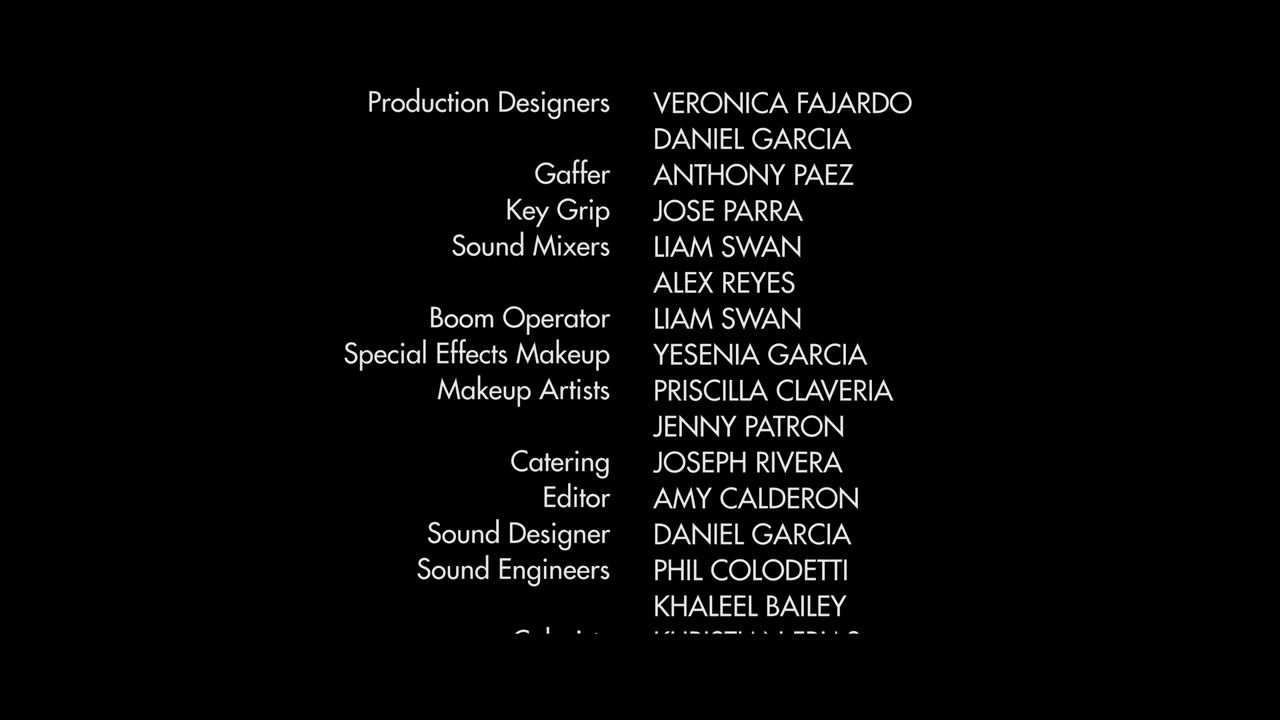 Production Designers VERONICA FAJARDO
DANIEL GARCIA
Gaffer ANTHONY PAEZ
Key Grip JOSE PARRA
Sound Mixers LIAM SWAN
ALEX REYES
Boom Operator LIAM SWAN
Special Effects Makeup YESENIA GARCIA
Makeup Artists PRISCILLA CLAVERIA
JENNY PATRON
Catering JOSEPH RIVERA
Editor AMY CALDERON
Sound Designer DANIEL GARCIA
Sound Engineers PHIL COLODETTI
KHALEEL BAILEY